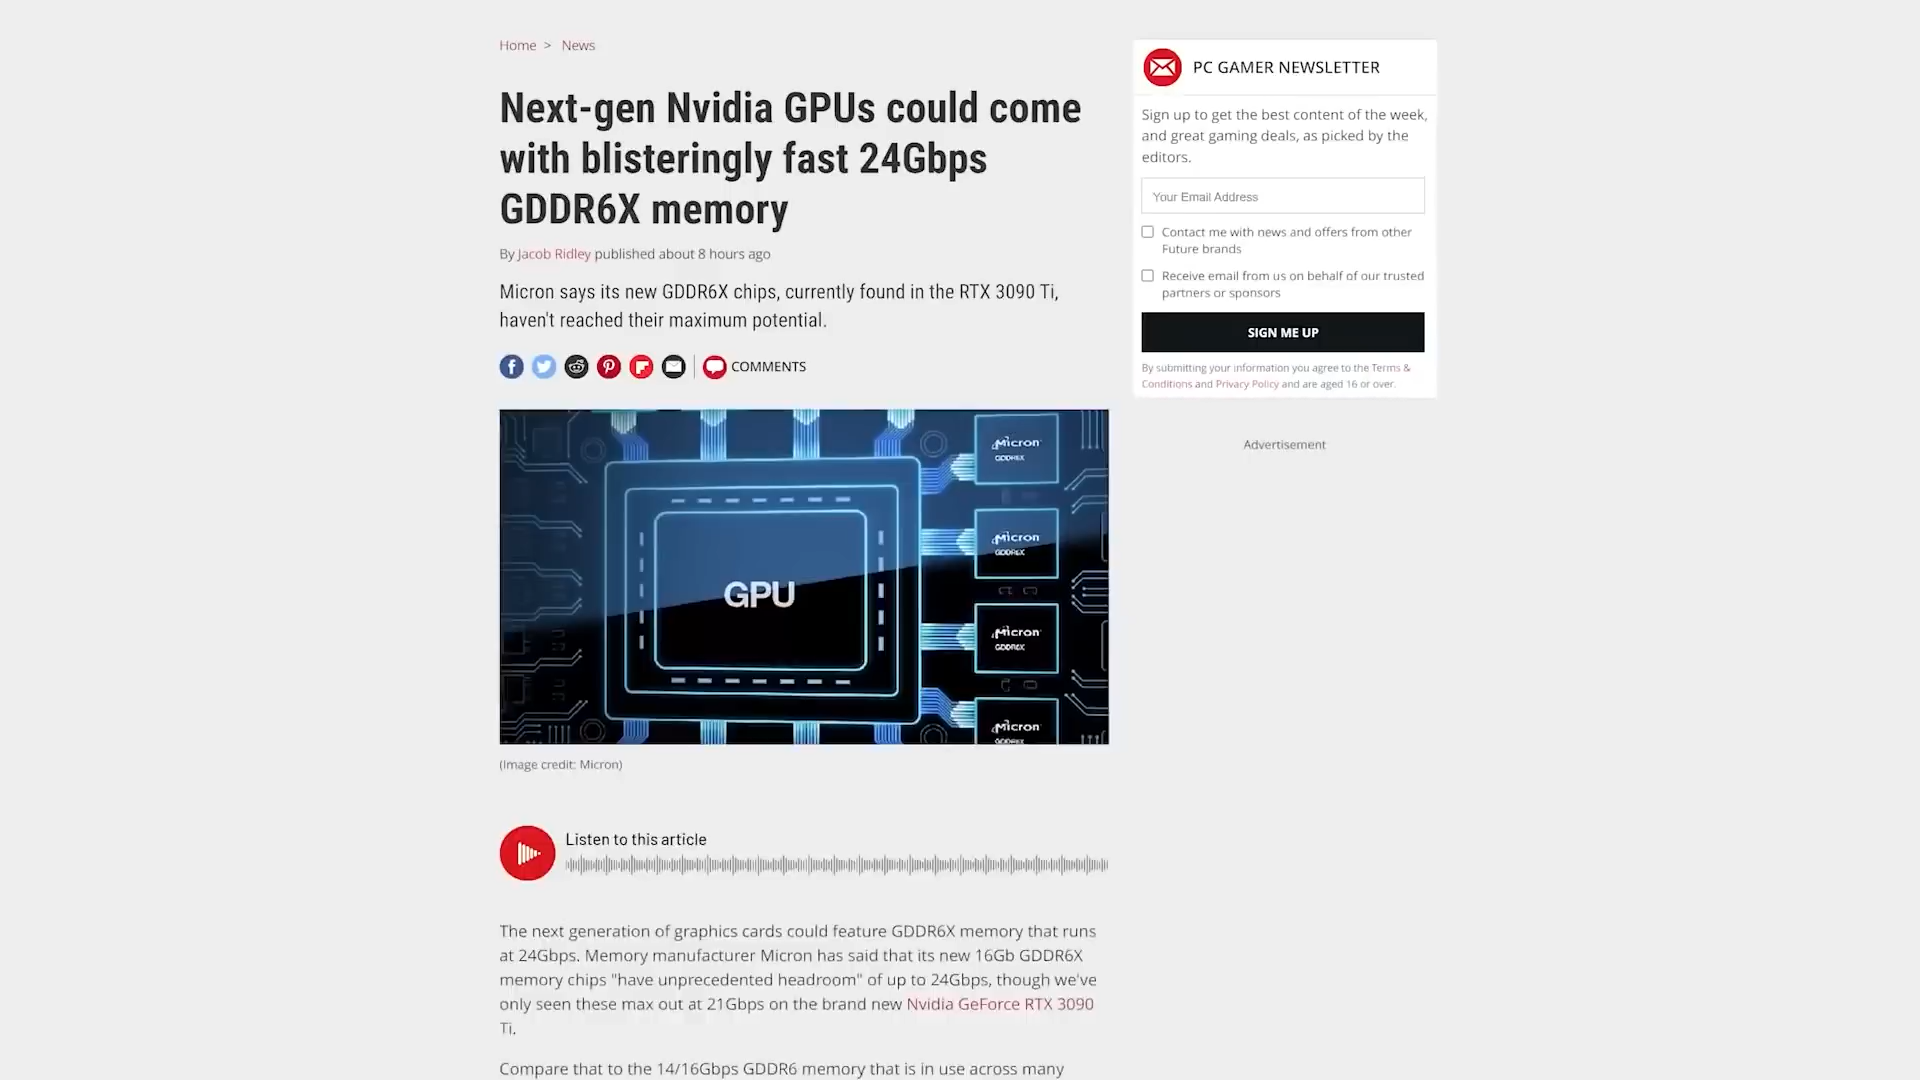 Home > News
Next-gen Nvidia GPUs could come
with blisteringly fast 24Gbps
GDDR6X memory
By Jacob Ridley published about 8 hours ago
Micron says its new GDDR6X chips, currently found in the RTX 3090 Ti,
haven't reached their maximum potential.
COMMENTS
Micron
GDDR6X
Micron
GDDR6X
GPU
Micron
GDDR6X
Micron
GDDR6X
(Image credit: Micron)
Listen to this article
The next generation of graphics cards could feature GDDR6X memory that runs
at 24Gbps. Memory manufacturer Micron has said that its new 16Gb GDDR6X
memory chips "have unprecedented headroom" of up to 24Gbps, though we've
only seen these max out at 21Gbps on the brand new Nvidia GeForce RTX 3090
Ti.
Compare that to the 14/16Gbps GDDR6 memory that is in use across many
PC GAMER NEWSLETTER
Sign up to get the best content of the week,
and great gaming deals, as picked by the
editors.
Your Email Address
Contact me with news and offers from other
Future brands
Receive email from us on behalf of our trusted
partners or sponsors
SIGN ME UP
By submitting your information you agree to the Terms &
Conditions and Privacy Policy and are aged 16 or over.
Advertisement